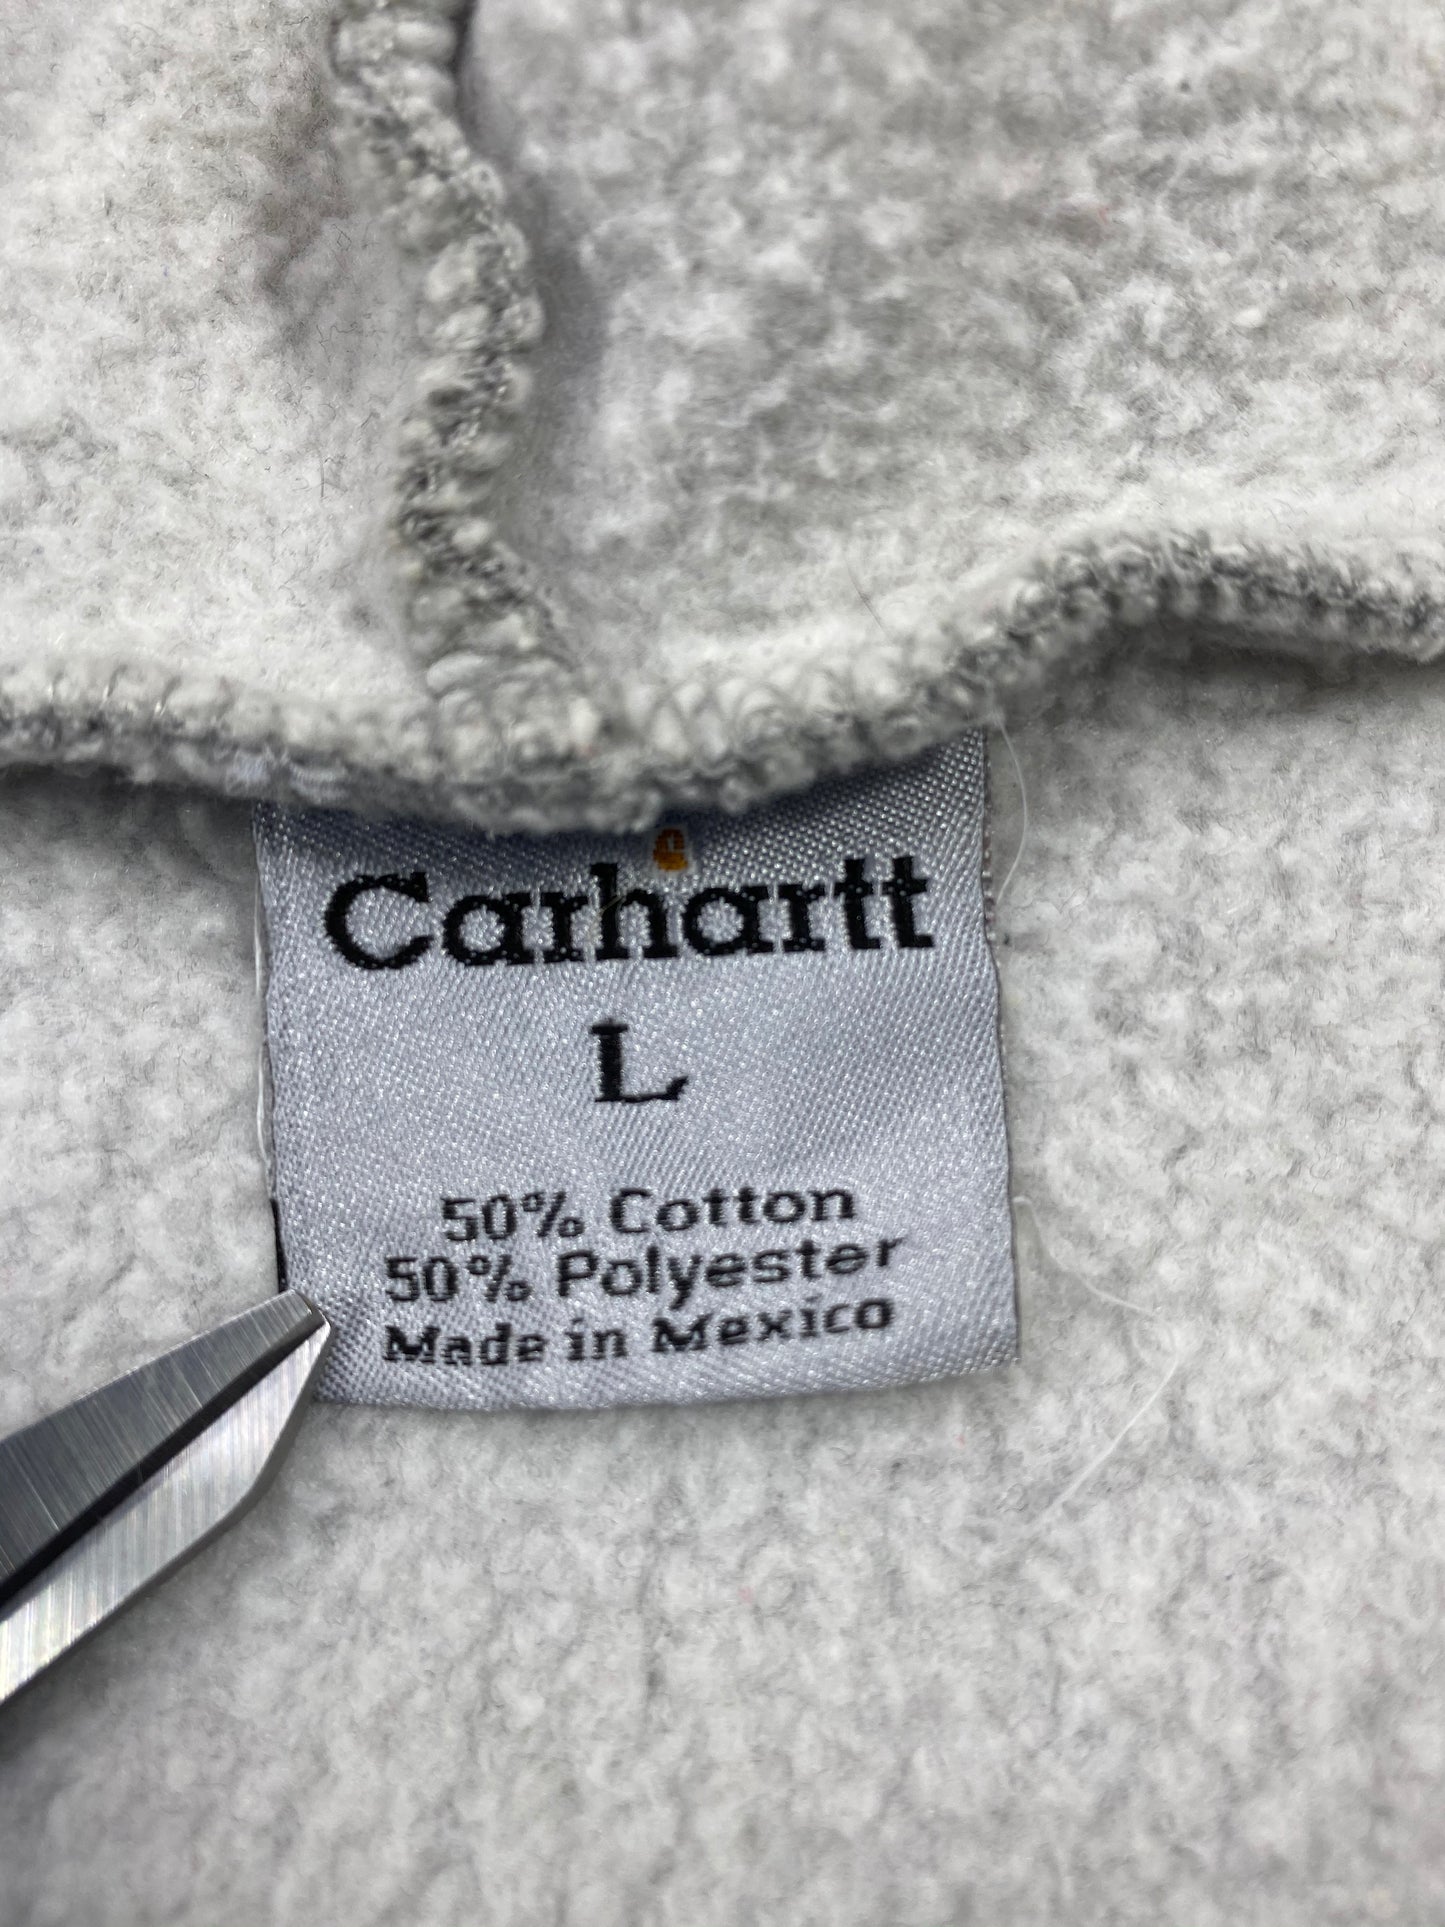 Carhartt
L
50% Cotton
50% Polyester
Made in Mexico